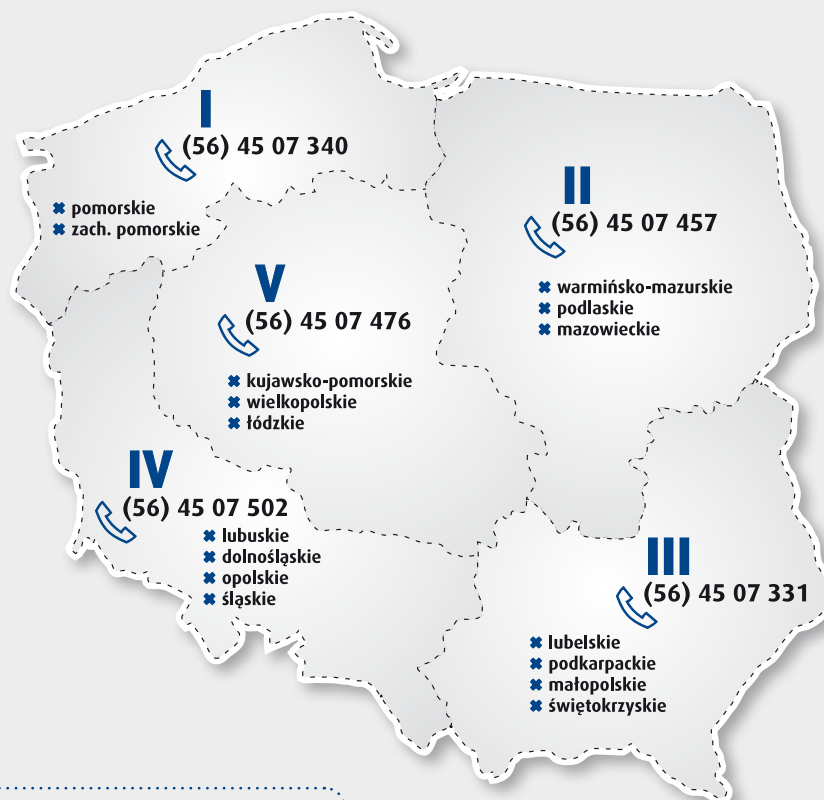 I
(56) 45 07 340
pomorskie
zach. pomorskie
II
(56) 45 07 457
warmińsko-mazurskie
podlaskie
mazowieckie
V
(56) 45 07 476
kujawsko-pomorskie
wielkopolskie
łódzkie
IV
(56) 45 07 502
lubuskie
dolnośląskie
opolskie
śląskie
III
(56) 45 07 331
lubelskie
podkarpackie
małopolskie
świętokrzyskie